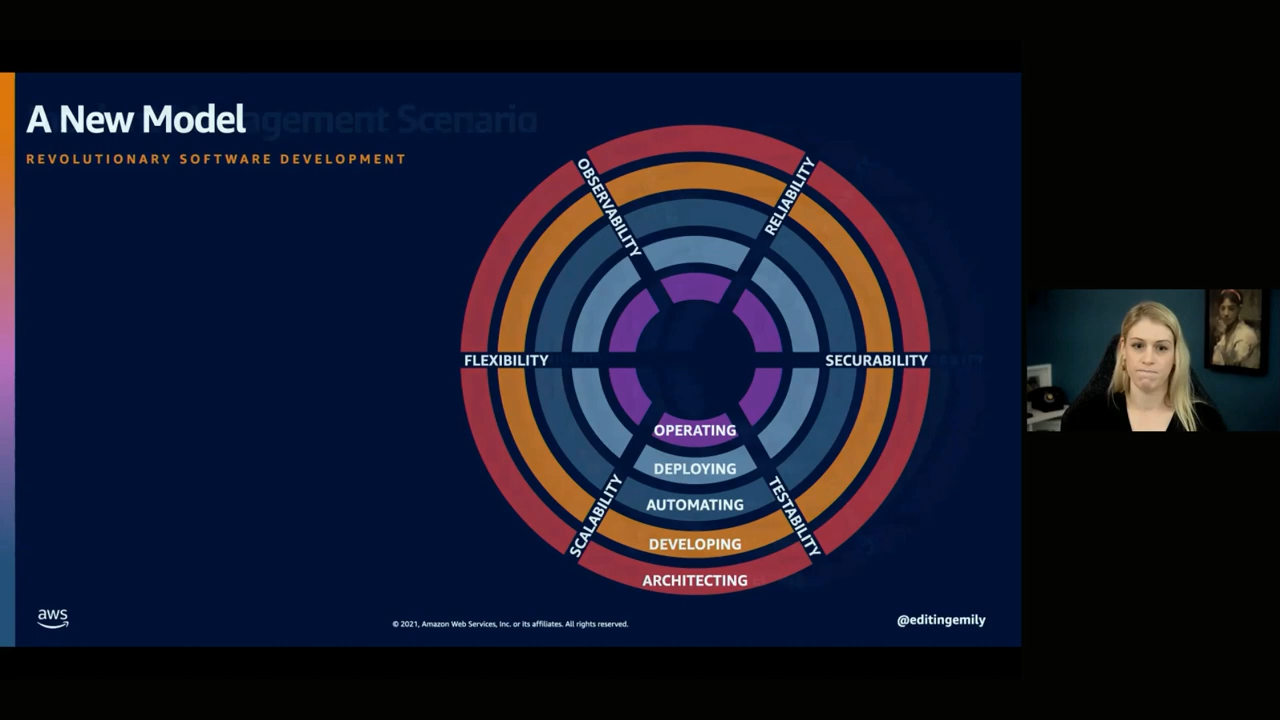 A New Model
REVOLUTIONARY SOFTWARE DEVELOPMENT
OBSERVABILITY
RELIABILITY
FLEXIBILITY
SECURABILITY
OPERATING
DEPLOYING
SCALABILITY
TESTABILITY
AUTOMATING
DEVELOPING
ARCHITECTING
aws
© 2021, Amazon Web Services, Inc. or its affiliates. All rights reserved.
@editingemily